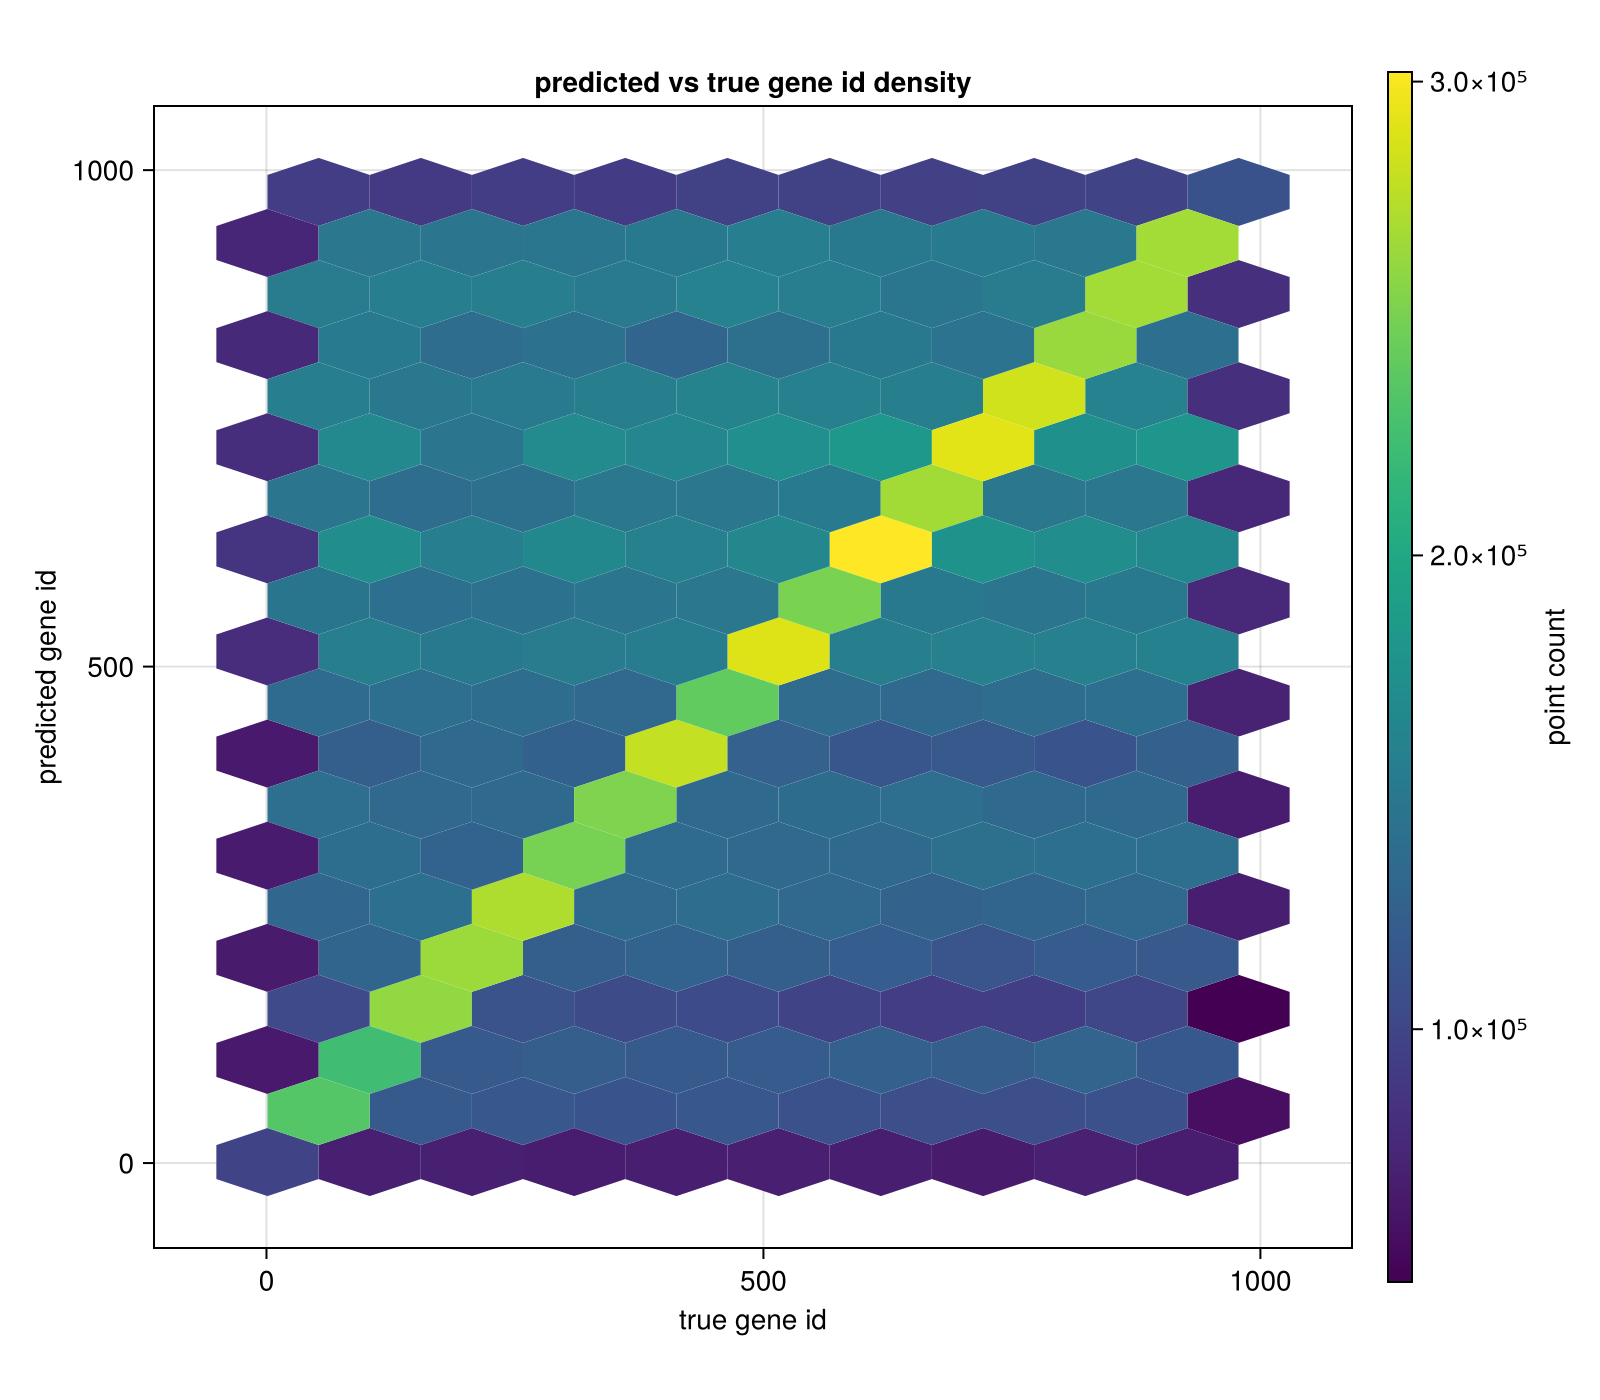 predicted vs true gene id density
1000
500
0
predicted gene id
0
500
1000
true gene id
3.0×10⁵
2.0×10⁵
1.0×10⁵
point count